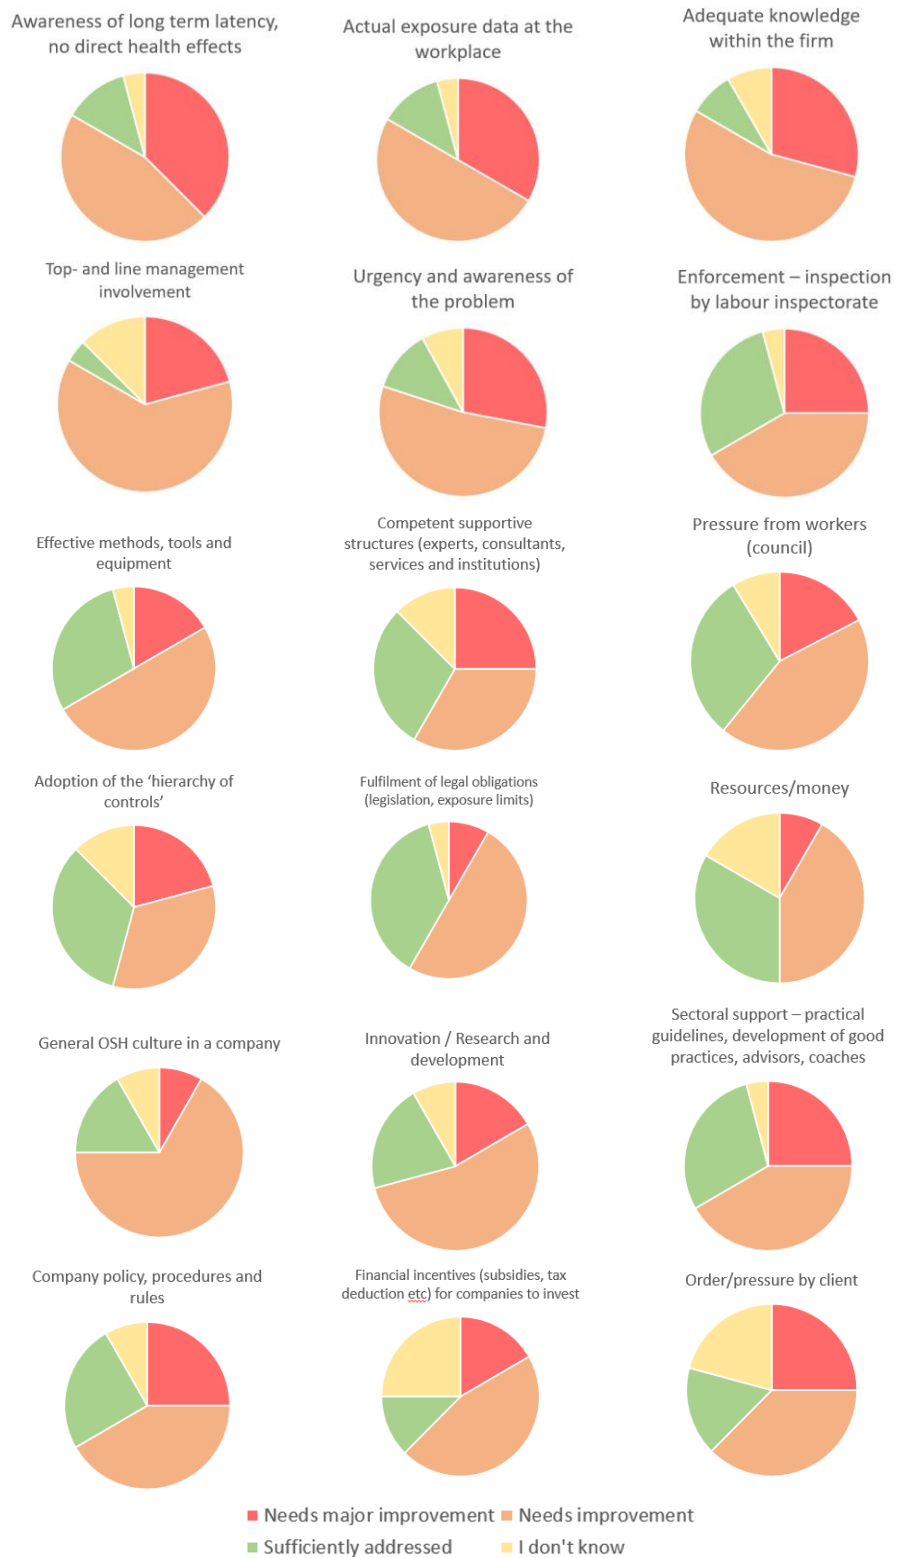 Awareness of long term latency,
no direct health effects
Actual exposure data at the
workplace
Adequate knowledge
within the firm
Top- and line management
involvement
Urgency and awareness of
the problem
Enforcement – inspection
by labour inspectorate
Effective methods, tools and
equipment
Competent supportive
structures (experts, consultants,
services and institutions)
Pressure from workers
(council)
Adoption of the ‘hierarchy of
controls’
Fulfilment of legal obligations
(legislation, exposure limits)
Resources/money
General OSH culture in a company
Innovation / Research and
development
Sectoral support – practical
guidelines, development of good
practices, advisors, coaches
Company policy, procedures and
rules
Financial incentives (subsidies, tax
deduction etc) for companies to invest
Order/pressure by client
Needs major improvement
Needs improvement
Sufficiently addressed
I don't know